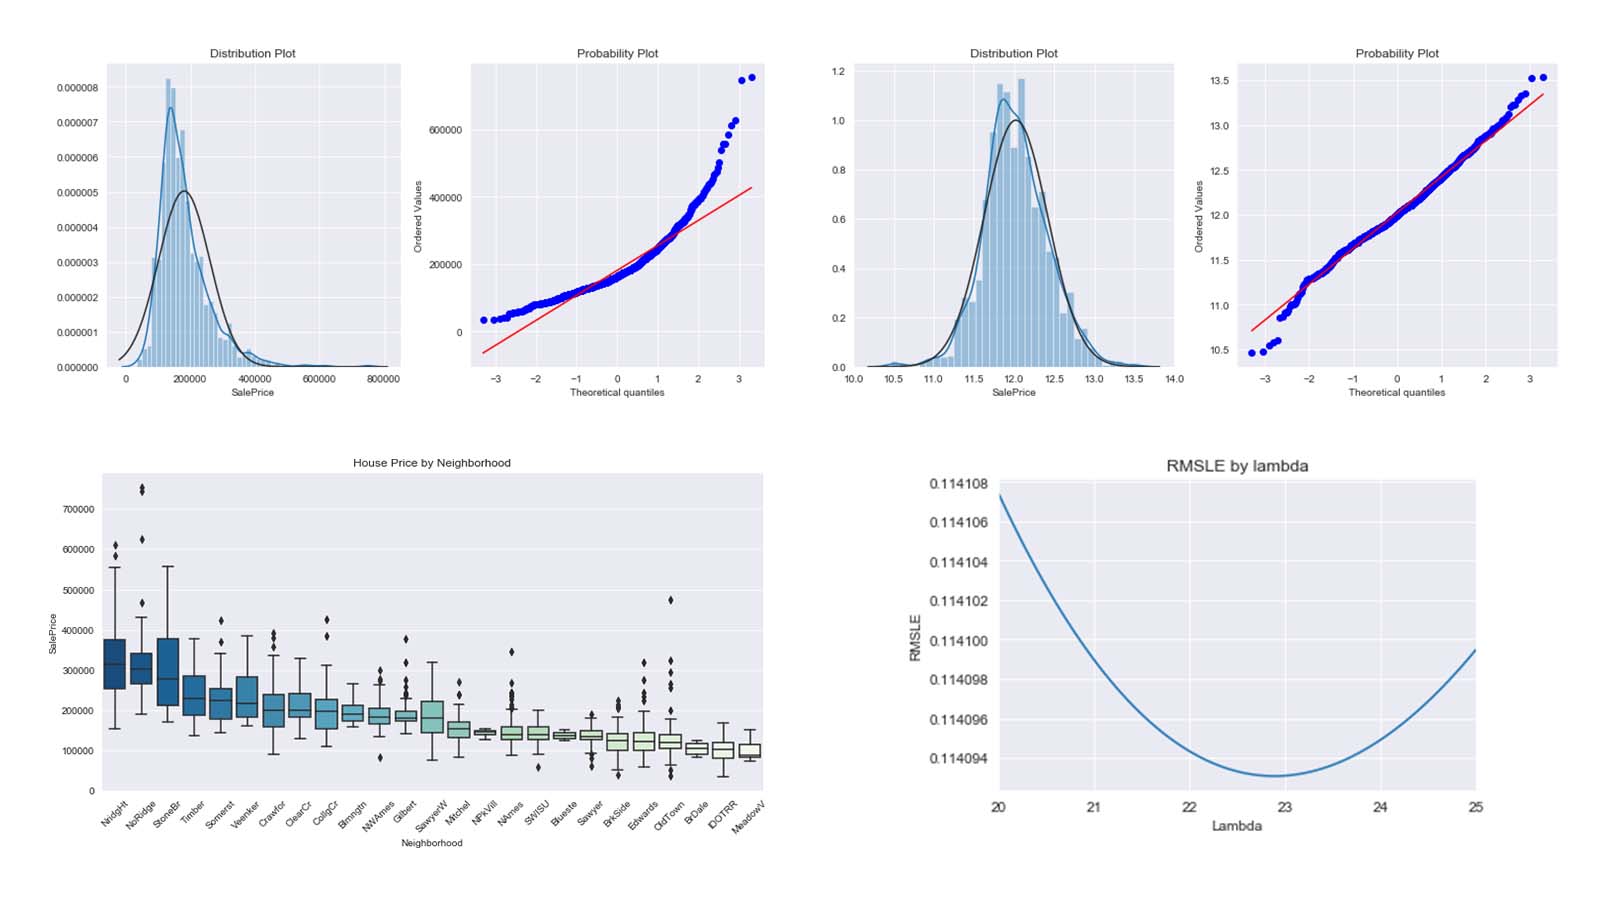 Distribution Plot
0.000008
0.000007
0.000006
0.000005
0.000004
0.000003
0.000002
0.000001
0.000000
0 200000 400000 600000 800000
SalePrice
Probability Plot
Ordered Values
600000
400000
200000
0
−3 −2 −1 0 1 2 3
Theoretical quantiles
Distribution Plot
1.2
1.0
0.8
0.6
0.4
0.2
0.0
10.0 10.5 11.0 11.5 12.0 12.5 13.0 13.5 14.0
SalePrice
Probability Plot
Ordered Values
13.5
13.0
12.5
12.0
11.5
11.0
10.5
−3 −2 −1 0 1 2 3
Theoretical quantiles
House Price by Neighborhood
SalePrice
700000
600000
500000
400000
300000
200000
100000
0
NridgHt NoRidge StoneBr Timber Somerst Veenker Crawfor ClearCr CollgCr Blmngtn NWAmes Gilbert SawyerW Mitchel NPkVill NAmes SWISU Blueste Sawyer BrkSide Edwards OldTown BrDale IDOTRR MeadowV
Neighborhood
RMSLE by lambda
RMSLE
0.114108
0.114106
0.114104
0.114102
0.114100
0.114098
0.114096
0.114094
20 21 22 23 24 25
Lambda